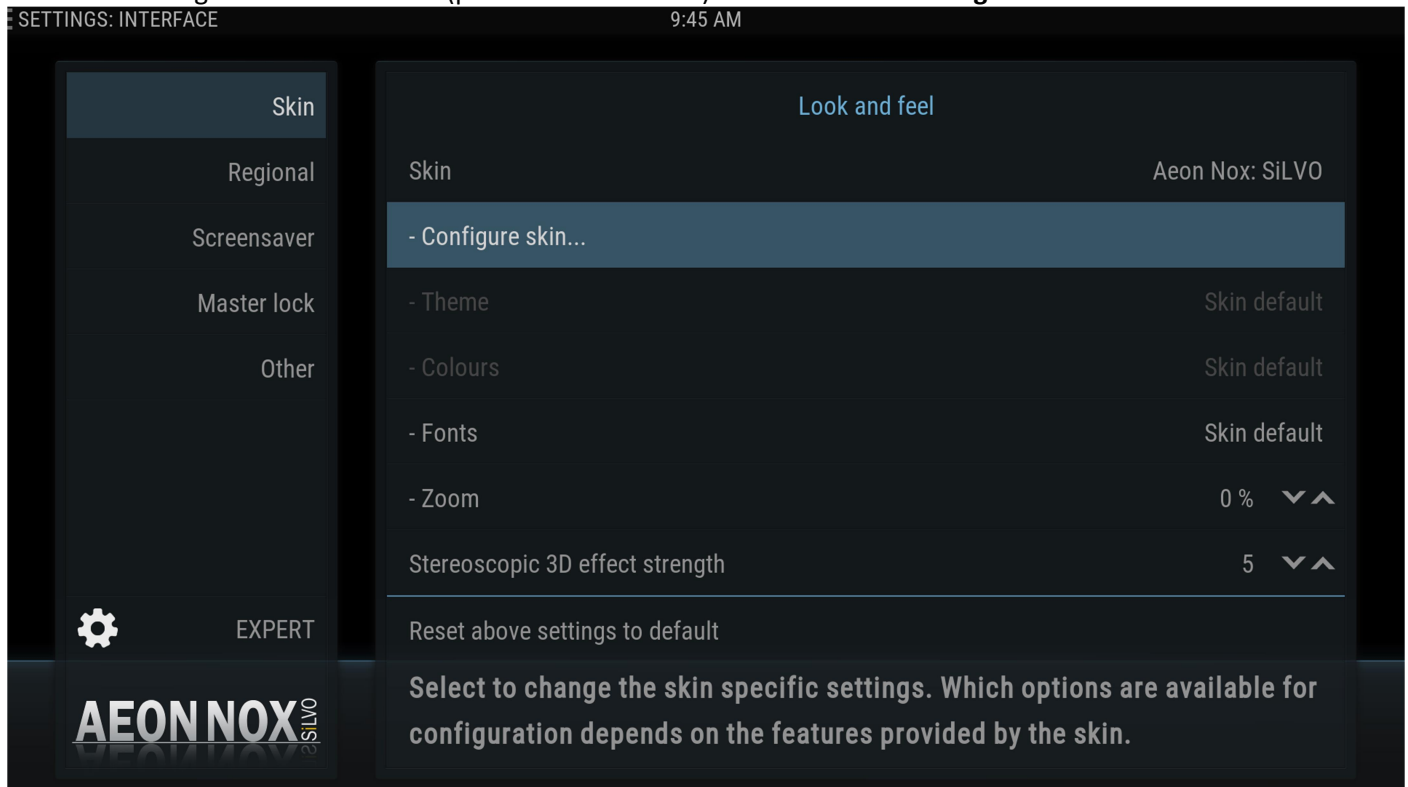 SETTINGS: INTERFACE
9:45 AM
Skin
Regional
Screensaver
Master lock
Other
EXPERT
AEON NOX SiLVO
Look and feel
Skin Aeon Nox: SiLVO
- Configure skin...
- Theme Skin default
- Colours Skin default
- Fonts Skin default
- Zoom 0 %
Stereoscopic 3D effect strength 5
Reset above settings to default
Select to change the skin specific settings. Which options are available for
configuration depends on the features provided by the skin.